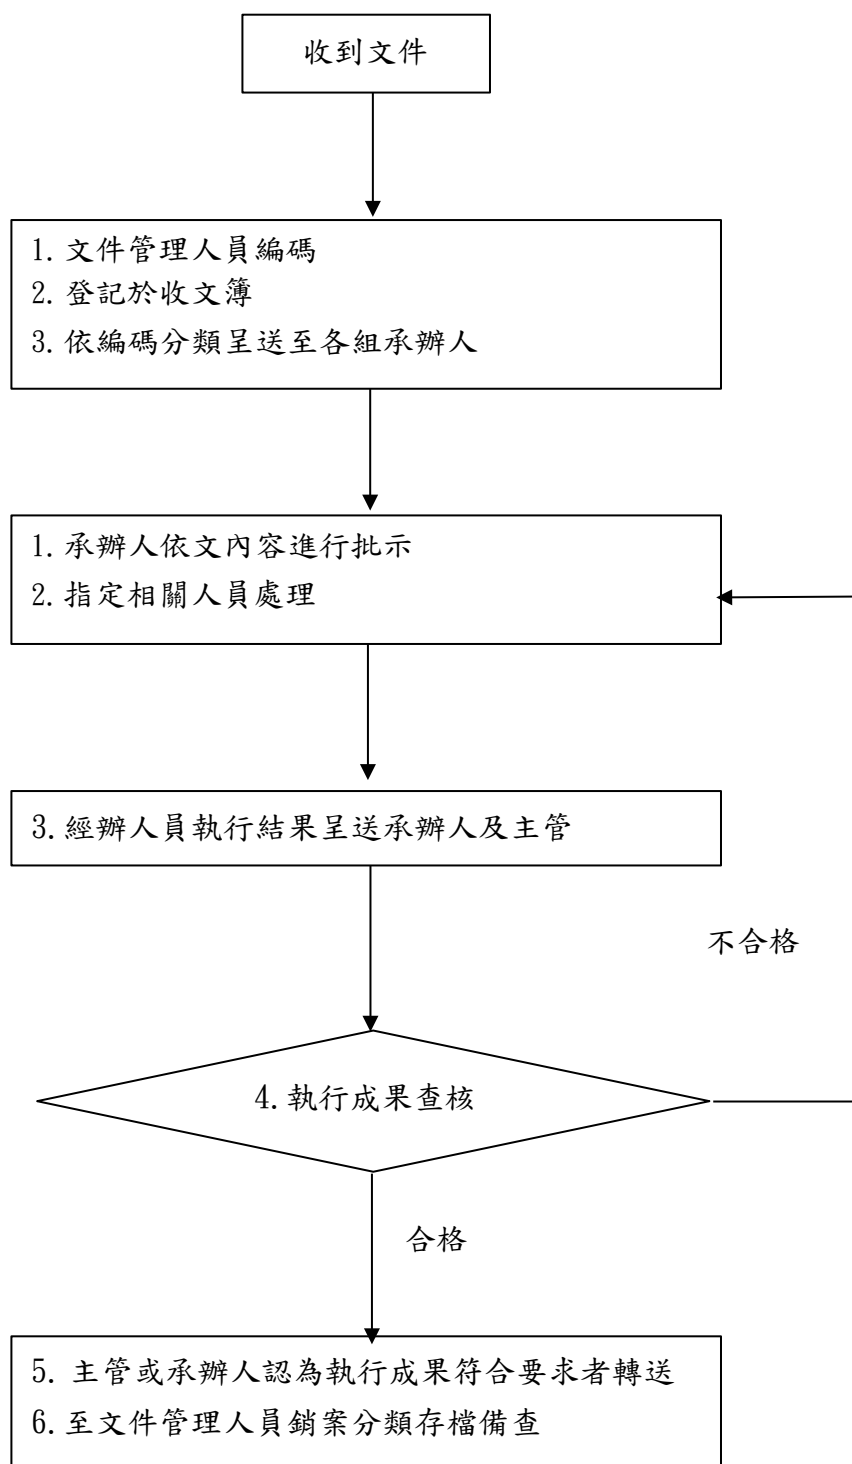 收到文件
1. 文件管理人員編碼
2. 登記於收文簿
3. 依編碼分類呈送至各組承辦人
1. 承辦人依文內容進行批示
2. 指定相關人員處理
3. 經辦人員執行結果呈送承辦人及主管
不合格
4. 執行成果查核
合格
5. 主管或承辦人認為執行成果符合要求者轉送
6. 至文件管理人員銷案分類存檔備查